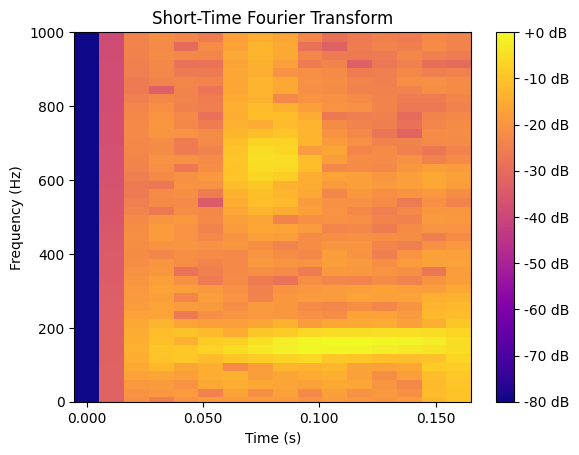 Short-Time Fourier Transform
Frequency (Hz)
1000
800
600
400
200
0
0.000
0.050
0.100
0.150
Time (s)
+0 dB
-10 dB
-20 dB
-30 dB
-40 dB
-50 dB
-60 dB
-70 dB
-80 dB